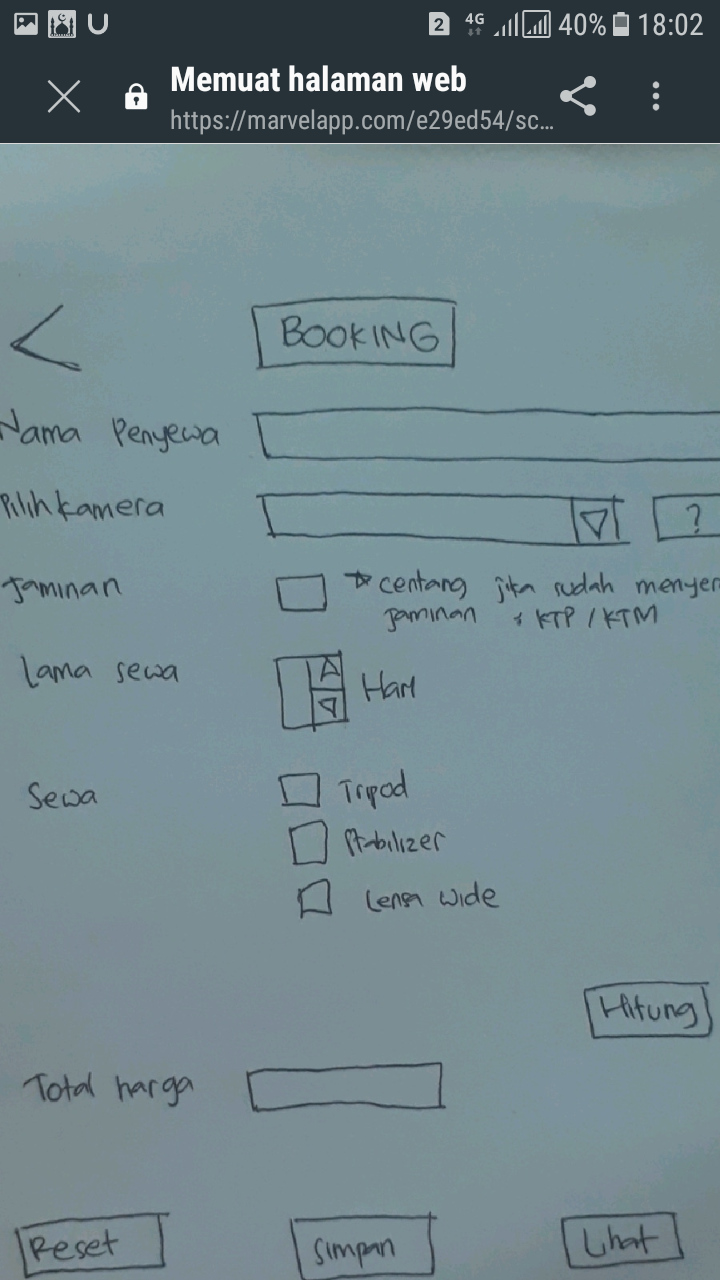 2 4G 40% 18:02
Memuat halaman web
https://marvelapp.com/e29ed54/sc...
BOOKING
Nama Penyewa
Pilih kamera ?
Jaminan centang jika sudah menyer
jaminan KTP / KTM
Lama sewa Hari
Sewa Tripod
Stabilizer
Lensa wide
Hitung
Total harga
Reset Simpan Lihat